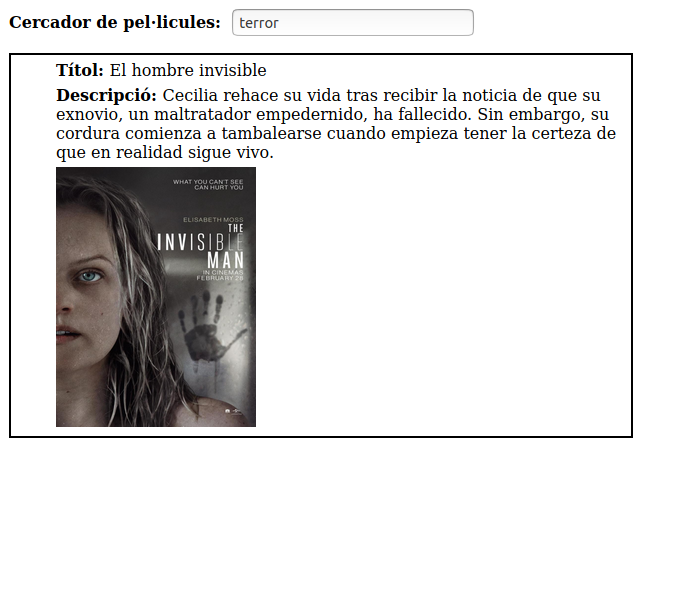 Cercador de pel·licules: terror
Títol: El hombre invisible
Descripció: Cecilia rehace su vida tras recibir la noticia de que su
exnovio, un maltratador empedernido, ha fallecido. Sin embargo, su
cordura comienza a tambalearse cuando empieza tener la certeza de
que en realidad sigue vivo.
WHAT YOU CAN'T SEE
CAN HURT YOU
ELISABETH MOSS
THE
INVISIBLE
MAN
IN CINEMAS
FEBRUARY 28